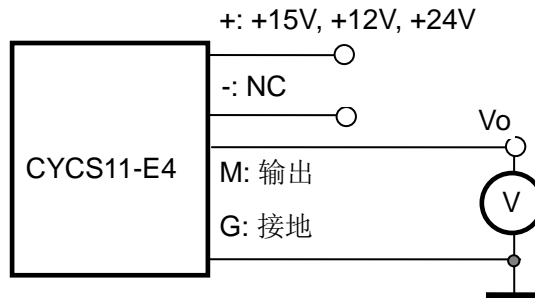 +: +15V, +12V, +24V
-: NC
Vo
CYCS11-E4
M: 输出
V
G: 接地